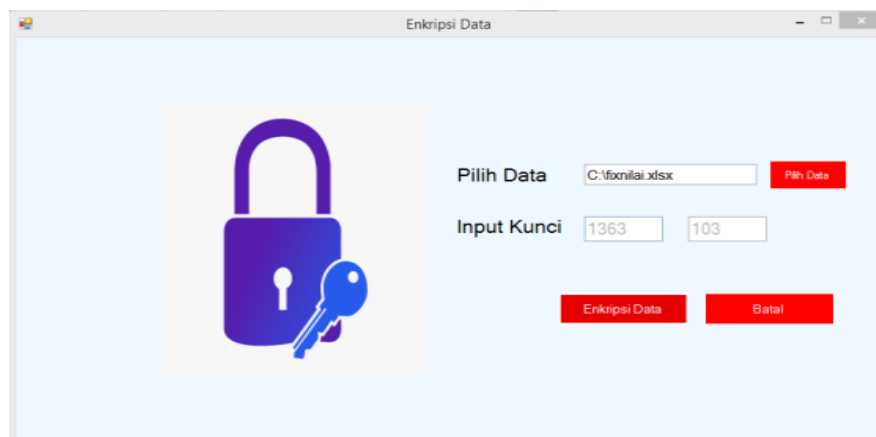 Enkripsi Data
Pilih Data C:\fixnilai.xlsx Pilih Data
Input Kunci 1363 103
Enkripsi Data Batal